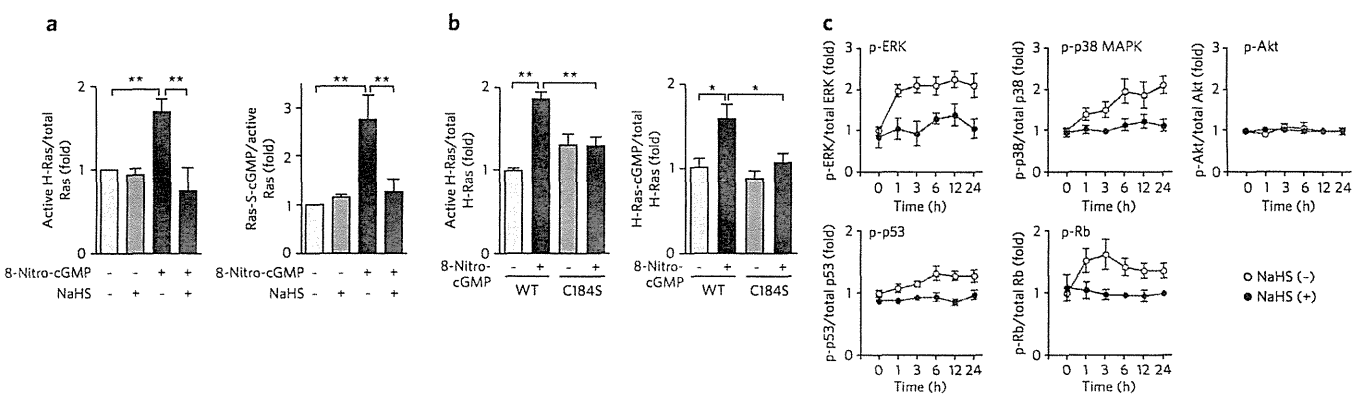 a
Active H-Ras/total
Ras (fold)
2
1
0
** **
8-Nitro-cGMP - - + +
NaHS - + - +
Ras-S-cGMP/active
Ras (fold)
3
2
1
0
** **
8-Nitro-cGMP - - + +
NaHS - + - +
b
Active H-Ras/total
H-Ras (fold)
2
1
0
** **
8-Nitro- - + - +
cGMP
WT C184S
H-Ras-cGMP/total
H-Ras (fold)
2
1
0
* *
8-Nitro- - + - +
cGMP
WT C184S
c
p-ERK
p-ERK/total ERK (fold)
3
2
1
0
0 1 3 6 12 24
Time (h)
p-p38 MAPK
p-p38/total p38 (fold)
3
2
1
0
0 1 3 6 12 24
Time (h)
p-Akt
p-Akt/total Akt (fold)
3
2
1
0
0 1 3 6 12 24
Time (h)
p-p53
p-p53/total p53 (fold)
2
1
0
0 1 3 6 12 24
Time (h)
p-Rb
p-Rb/total Rb (fold)
2
1
0
0 1 3 6 12 24
Time (h)
NaHS (-)
NaHS (+)